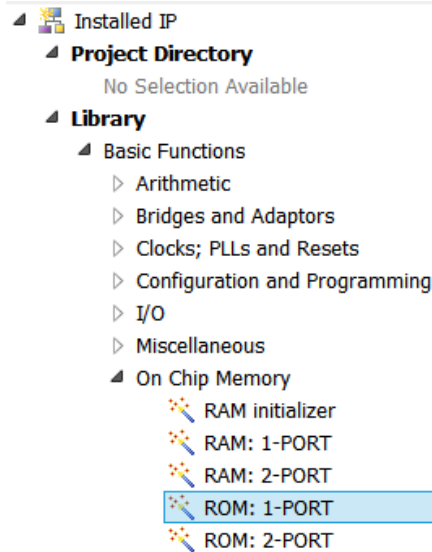 Installed IP
Project Directory
No Selection Available
Library
Basic Functions
Arithmetic
Bridges and Adaptors
Clocks; PLLs and Resets
Configuration and Programming
I/O
Miscellaneous
On Chip Memory
RAM initializer
RAM: 1-PORT
RAM: 2-PORT
ROM: 1-PORT
ROM: 2-PORT